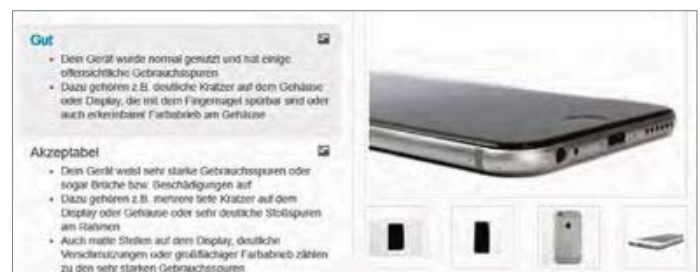 Gut
Dein Gerät wurde normal genutzt und hat einige
offensichtliche Gebrauchsspuren
Dazu gehören z.B. deutliche Kratzer auf dem Gehäuse
oder Display, die mit dem Fingernagel spürbar sind oder
auch erkennbarer Farbabrieb am Gehäuse
Akzeptabel
Dein Gerät weist sehr starke Gebrauchsspuren oder
sogar Brüche bzw. Beschädigungen auf
Dazu gehören z.B. mehrere tiefe Kratzer auf dem
Display oder Gehäuse oder sehr deutliche Stoßspuren
am Rahmen
Auch matte Stellen auf dem Display, deutliche
Verschmutzungen oder großflächiger Farbabrieb zählen
zu den sehr starken Gebrauchsspuren